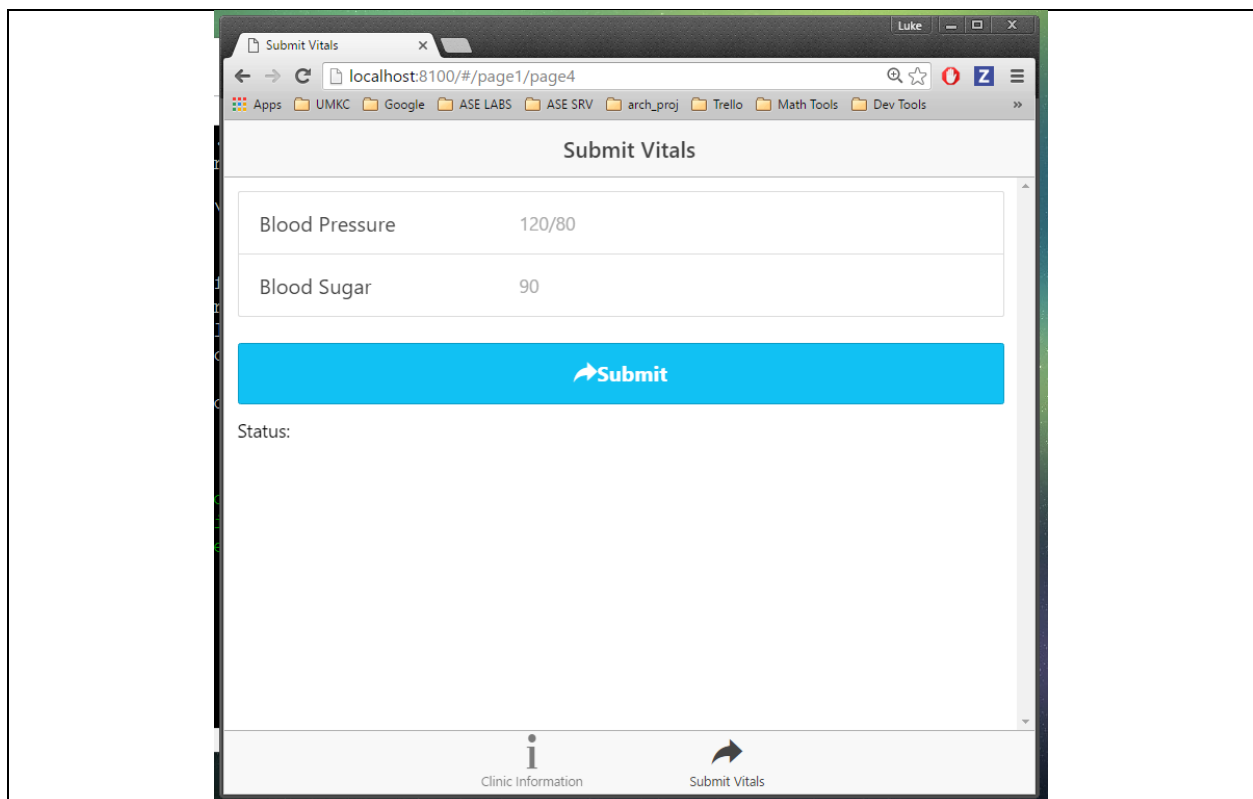 Luke
Submit Vitals
localhost:8100/#/page1/page4
Apps UMKC Google ASE LABS ASE SRV arch_proj Trello Math Tools Dev Tools »
Submit Vitals
Blood Pressure 120/80
Blood Sugar 90
Submit
Status:
Clinic Information Submit Vitals